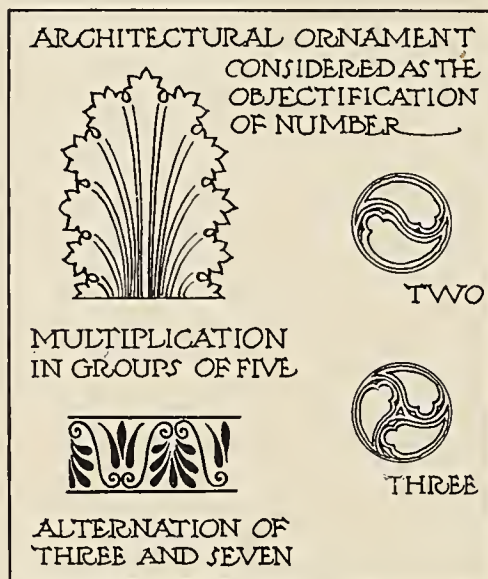 ARCHITECTURAL ORNAMENT
CONSIDERED AS THE
OBJECTIFICATION
OF NUMBER
TWO
MULTIPLICATION
IN GROUPS OF FIVE
THREE
ALTERNATION OF
THREE AND SEVEN